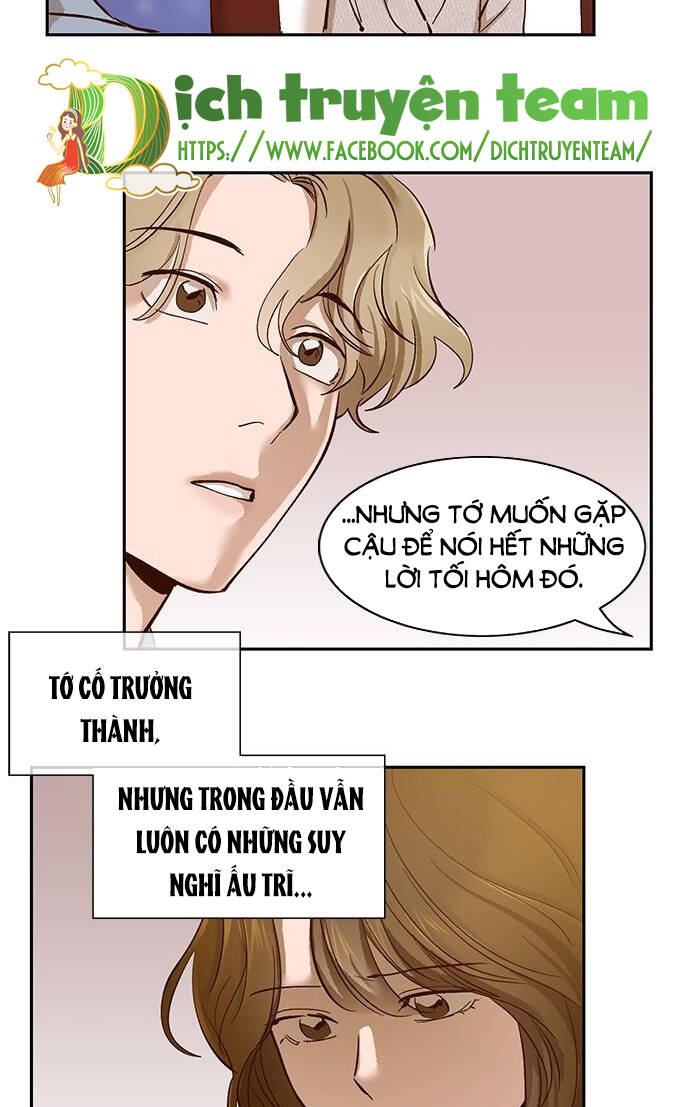 Dịch truyện team
HTTPS://WWW.FACEBOOK.COM/DICHTRUYENTEAM/
...NHƯNG TỚ MUỐN GẶP
CẬU ĐỂ NÓI HẾT NHỮNG
LỜI TỐI HÔM ĐÓ.
TỚ CỐ TRƯỞNG
THÀNH,
NHƯNG TRONG ĐẦU VẪN
LUÔN CÓ NHỮNG SUY
NGHĨ ẤU TRĨ...